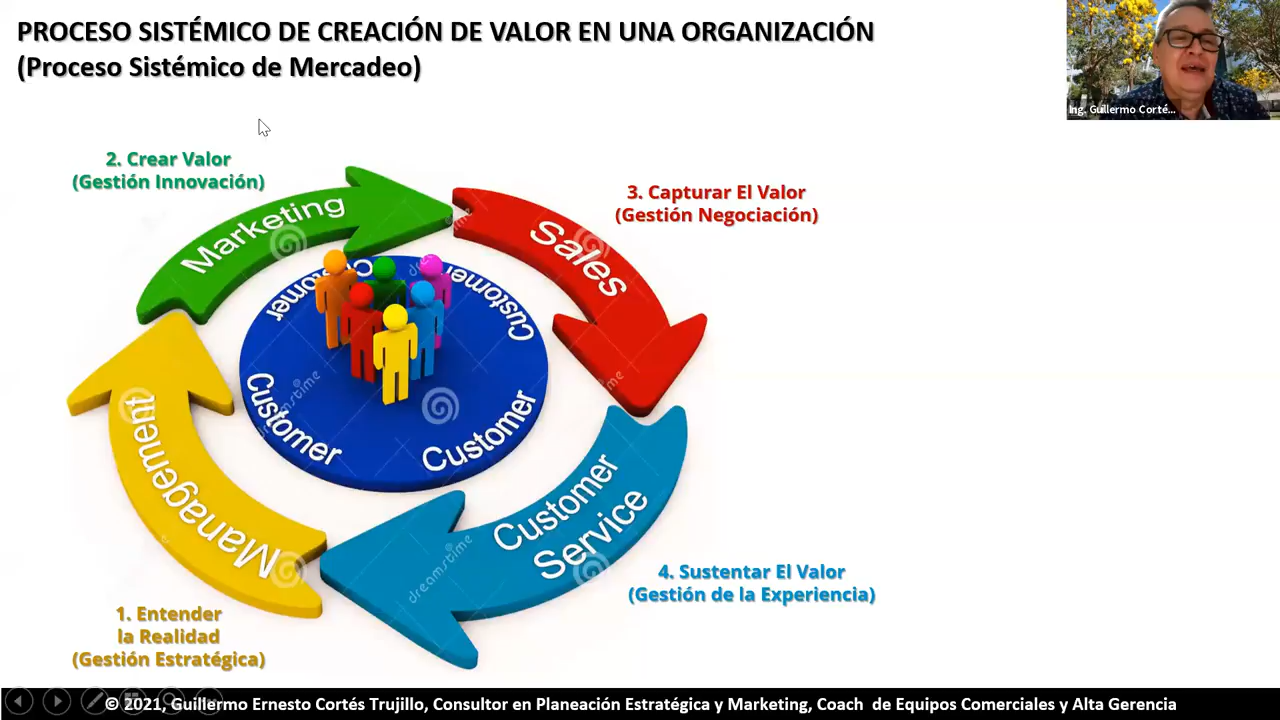 PROCESO SISTÉMICO DE CREACIÓN DE VALOR EN UNA ORGANIZACIÓN
(Proceso Sistémico de Mercadeo)
Ing. Guillermo Corté...
2. Crear Valor
(Gestión Innovación)
3. Capturar El Valor
(Gestión Negociación)
Marketing
Sales
Customer
Customer
Customer
Customer
Management
Customer
Service
dreamstime
dreamstime
4. Sustentar El Valor
(Gestión de la Experiencia)
1. Entender
la Realidad
(Gestión Estratégica)
© 2021, Guillermo Ernesto Cortés Trujillo, Consultor en Planeación Estratégica y Marketing, Coach de Equipos Comerciales y Alta Gerencia